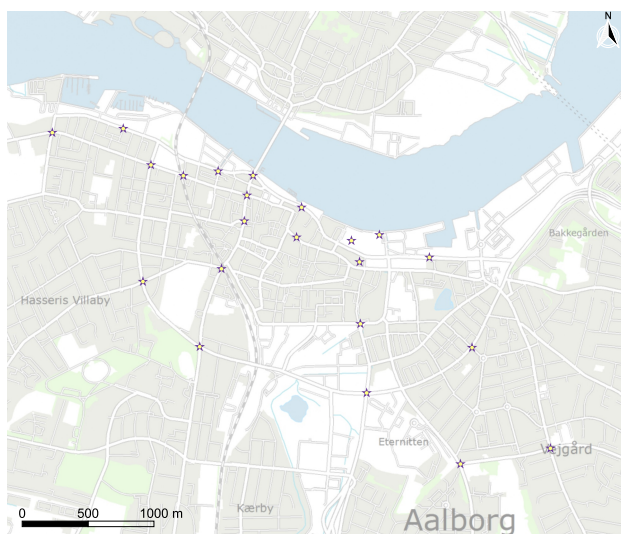 N
Bakkegården
Hasseris Villaby
Eternitten
Vejgård
Kærby
Aalborg
0 500 1000 m